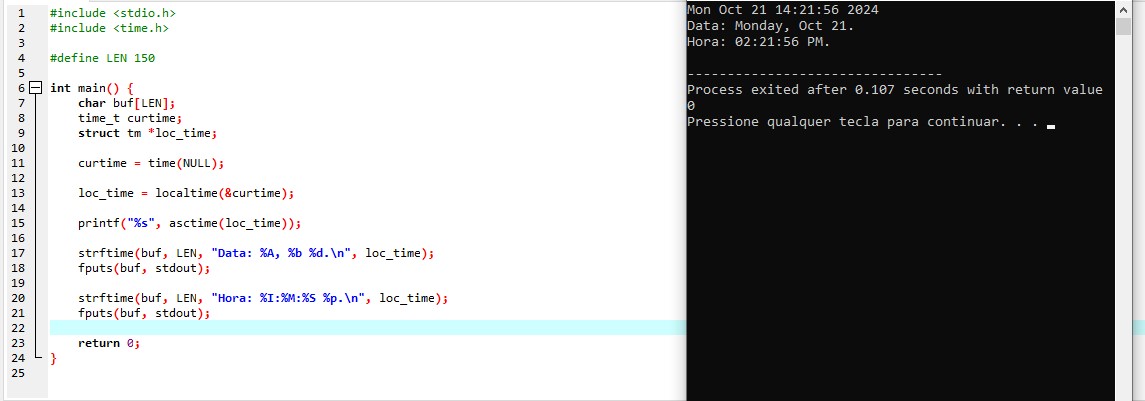 1 #include <stdio.h>
2 #include <time.h>
3
4 #define LEN 150
5
6 int main() {
7 char buf[LEN];
8 time_t curtime;
9 struct tm *loc_time;
10
11 curtime = time(NULL);
12
13 loc_time = localtime(&curtime);
14
15 printf("%s", asctime(loc_time));
16
17 strftime(buf, LEN, "Data: %A, %b %d.\n", loc_time);
18 fputs(buf, stdout);
19
20 strftime(buf, LEN, "Hora: %I:%M:%S %p.\n", loc_time);
21 fputs(buf, stdout);
22
23 return 0;
24 }
25
Mon Oct 21 14:21:56 2024
Data: Monday, Oct 21.
Hora: 02:21:56 PM.
--------------------------------
Process exited after 0.107 seconds with return value
0
Pressione qualquer tecla para continuar. . .